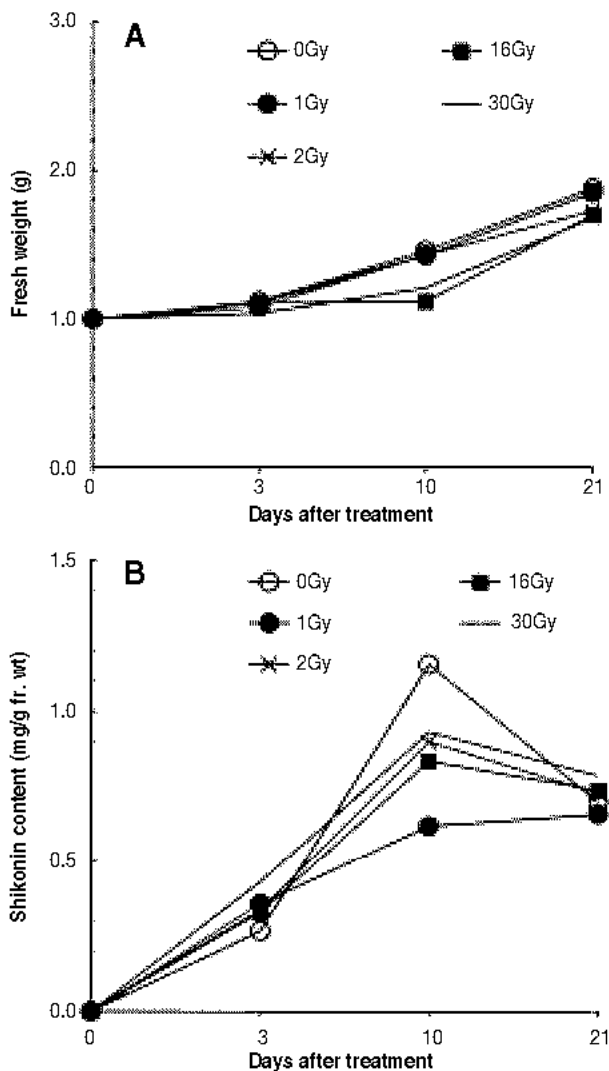 3.0
A
0Gy
16Gy
1Gy
30Gy
2Gy
2.0
Fresh weight (g)
1.0
0.0
0
3
10
21
Days after treatment
1.5
B
0Gy
16Gy
1Gy
30Gy
2Gy
1.0
Shikonin content (mg/g fr. wt)
0.5
0.0
0
3
10
21
Days after treatment